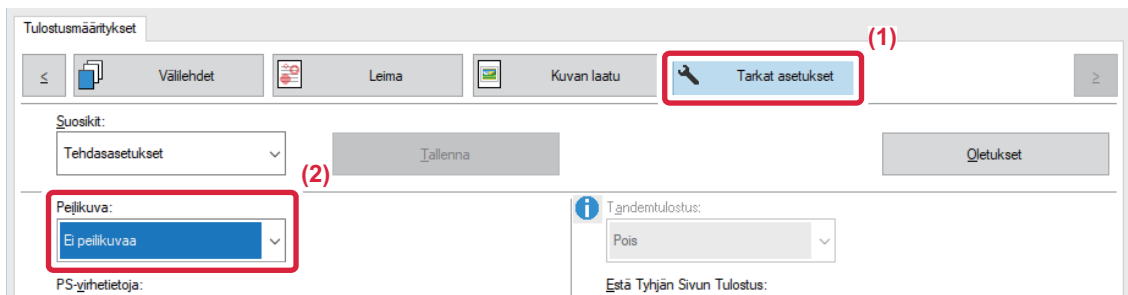 Tulostusmääritykset
(1)
< Välilehdet Leima Kuvan laatu Tarkat asetukset >
Suosikit:
Tehdasasetukset Tallenna Oletukset
(2)
Peilikuva: Tandemtulostus:
Ei peilikuvaa Pois
PS-virhetietoja: Estä Tyhjän Sivun Tulostus: